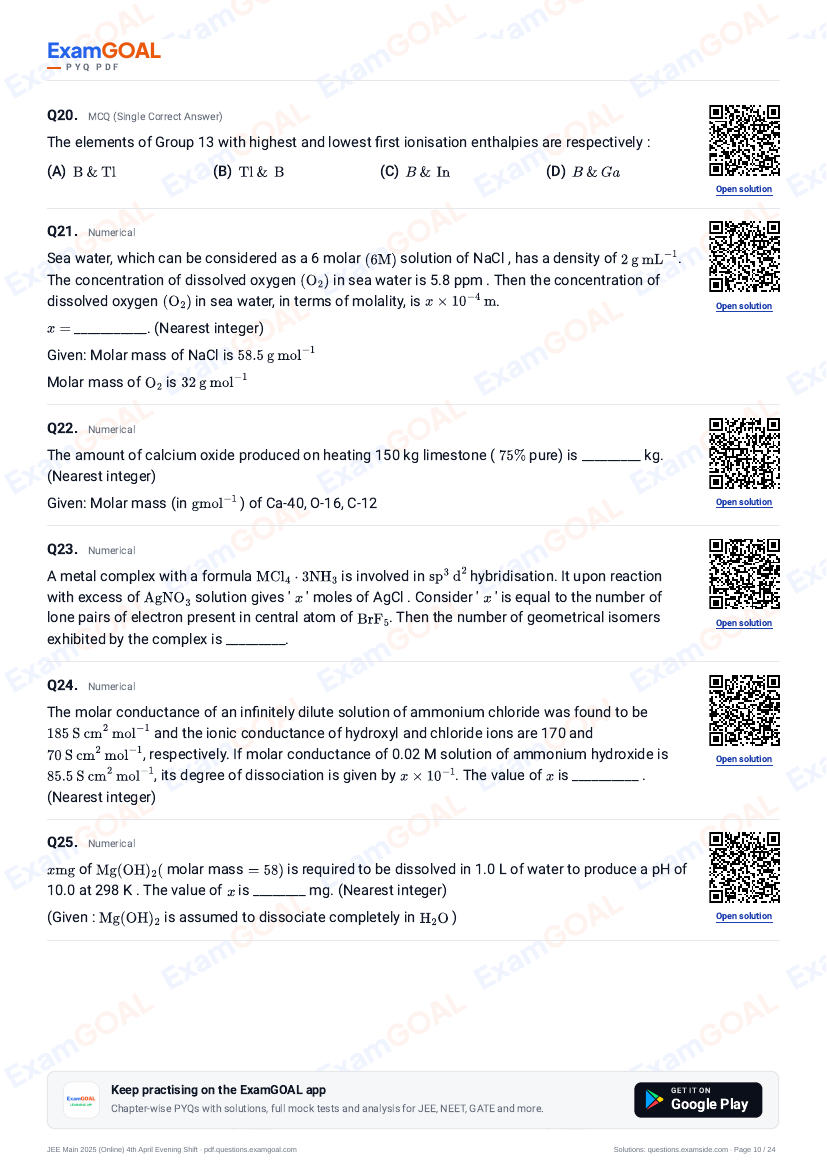 ExamGOAL
PYQ PDF
Q20. MCQ (Single Correct Answer)
The elements of Group 13 with highest and lowest first ionisation enthalpies are respectively :
(A) B & Tl (B) Tl & B (C) B & In (D) B & Ga
Open solution
Q21. Numerical
Sea water, which can be considered as a 6 molar (6M) solution of NaCl , has a density of 2 g mL⁻¹.
The concentration of dissolved oxygen (O₂) in sea water is 5.8 ppm . Then the concentration of
dissolved oxygen (O₂) in sea water, in terms of molality, is x × 10⁻⁴ m.
x = ___________. (Nearest integer)
Given: Molar mass of NaCl is 58.5 g mol⁻¹
Molar mass of O₂ is 32 g mol⁻¹
Open solution
Q22. Numerical
The amount of calcium oxide produced on heating 150 kg limestone ( 75% pure) is _________ kg.
(Nearest integer)
Given: Molar mass (in gmol⁻¹ ) of Ca-40, O-16, C-12
Open solution
Q23. Numerical
A metal complex with a formula MCl₄ · 3NH₃ is involved in sp³ d² hybridisation. It upon reaction
with excess of AgNO₃ solution gives ' x ' moles of AgCl . Consider ' x ' is equal to the number of
lone pairs of electron present in central atom of BrF₅. Then the number of geometrical isomers
exhibited by the complex is _________.
Open solution
Q24. Numerical
The molar conductance of an infinitely dilute solution of ammonium chloride was found to be
185 S cm² mol⁻¹ and the ionic conductance of hydroxyl and chloride ions are 170 and
70 S cm² mol⁻¹, respectively. If molar conductance of 0.02 M solution of ammonium hydroxide is
85.5 S cm² mol⁻¹, its degree of dissociation is given by x × 10⁻¹. The value of x is __________ .
(Nearest integer)
Open solution
Q25. Numerical
xmg of Mg(OH)₂( molar mass = 58) is required to be dissolved in 1.0 L of water to produce a pH of
10.0 at 298 K . The value of x is ________ mg. (Nearest integer)
(Given : Mg(OH)₂ is assumed to dissociate completely in H₂O )
Open solution
ExamGOAL
Keep practising on the ExamGOAL app
Chapter-wise PYQs with solutions, full mock tests and analysis for JEE, NEET, GATE and more.
GET IT ON
Google Play
JEE Main 2025 (Online) 4th April Evening Shift · pdf.questions.examgoal.com
Solutions: questions.examside.com · Page 10 / 24